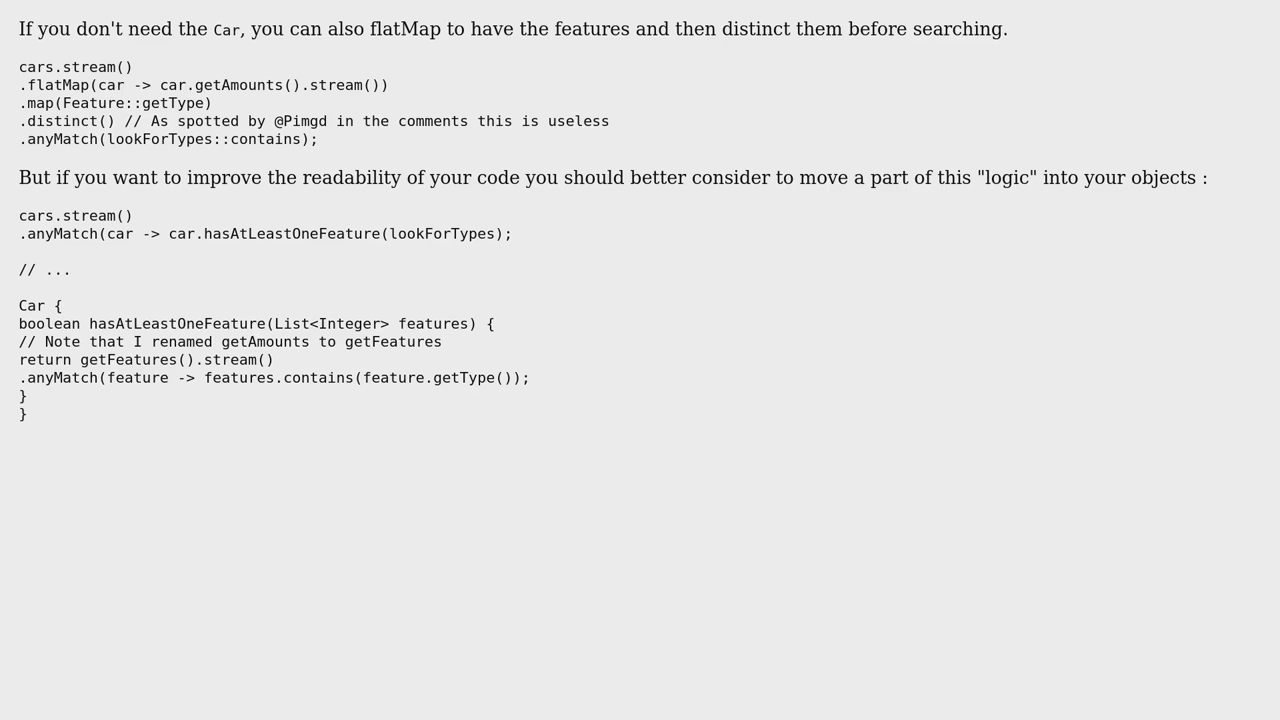 If you don't need the Car, you can also flatMap to have the features and then distinct them before searching.
cars.stream()
.flatMap(car -> car.getAmounts().stream())
.map(Feature::getType)
.distinct() // As spotted by @Pimgd in the comments this is useless
.anyMatch(lookForTypes::contains);
But if you want to improve the readability of your code you should better consider to move a part of this "logic" into your objects :
cars.stream()
.anyMatch(car -> car.hasAtLeastOneFeature(lookForTypes);
// ...
Car {
boolean hasAtLeastOneFeature(List<Integer> features) {
// Note that I renamed getAmounts to getFeatures
return getFeatures().stream()
.anyMatch(feature -> features.contains(feature.getType());
}
}